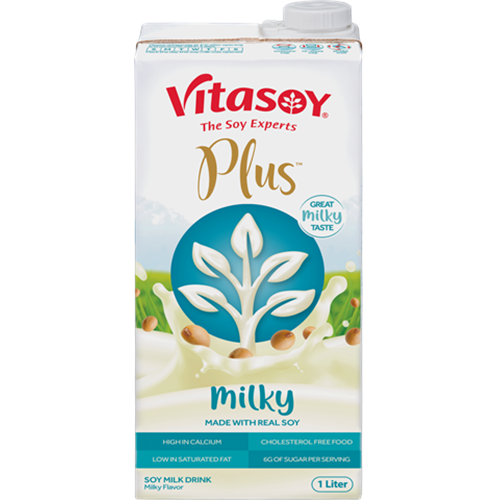 Vitasoy®
The Soy Experts
Plus™
GREAT
milky
TASTE
milky
MADE WITH REAL SOY
HIGH IN CALCIUM
CHOLESTEROL FREE FOOD
LOW IN SATURATED FAT
6G OF SUGAR PER SERVING
SOY MILK DRINK
Milky Flavor
1 Liter